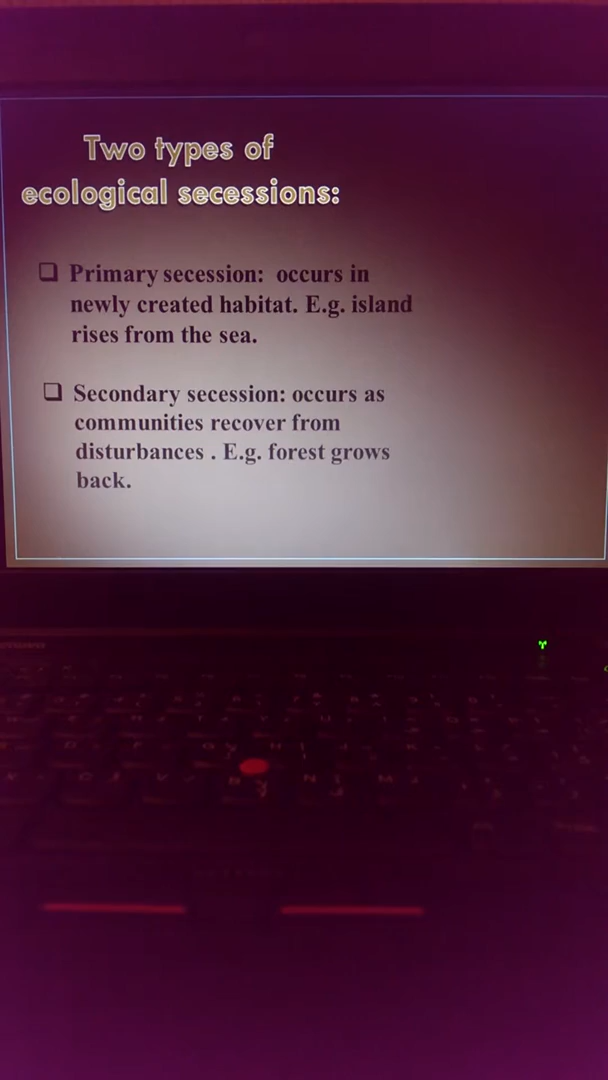 Two types of
ecological secessions:
❑ Primary secession: occurs in
newly created habitat. E.g. island
rises from the sea.
❑ Secondary secession: occurs as
communities recover from
disturbances . E.g. forest grows
back.